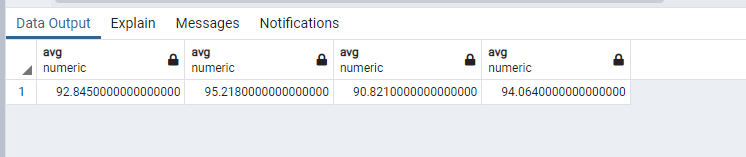 Data Output Explain Messages Notifications
avg avg avg avg
numeric numeric numeric numeric
1 92.8450000000000000 95.2180000000000000 90.8210000000000000 94.0640000000000000